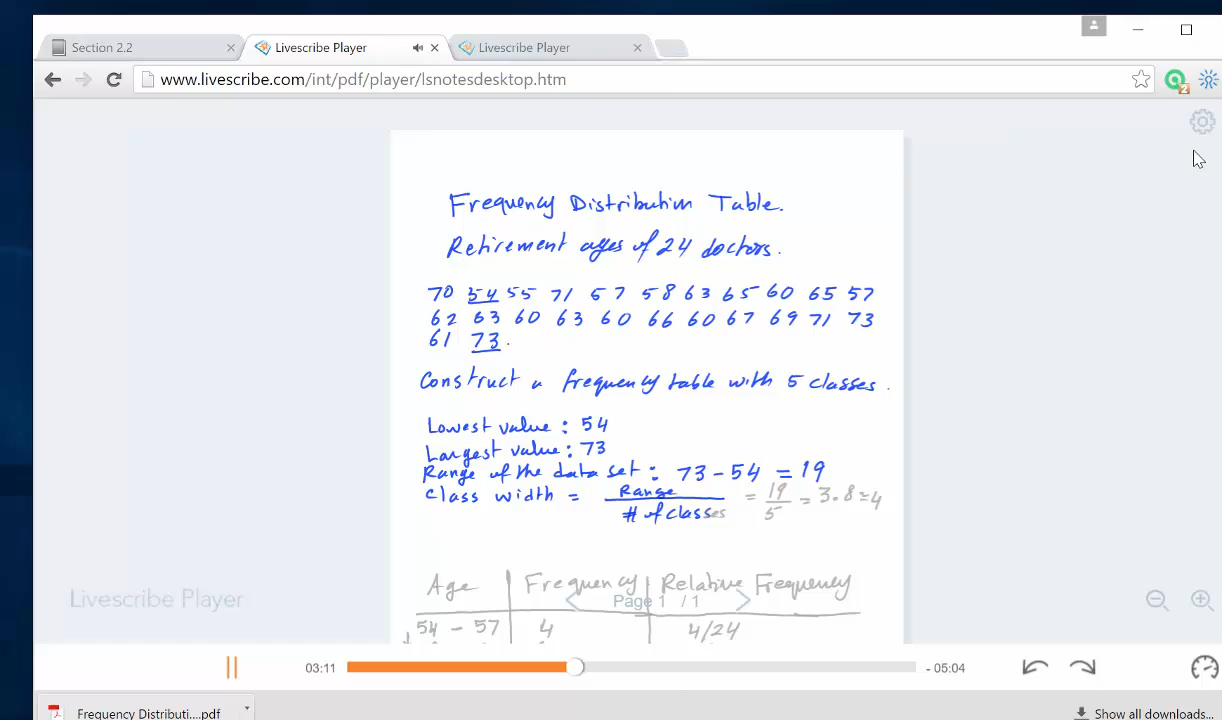 Section 2.2
Livescribe Player
Livescribe Player
www.livescribe.com/int/pdf/player/lsnotesdesktop.htm
2
Frequency Distribution Table.
Retirement ages of 24 doctors.
70 54 55 71 57 58 63 65 60 65 57
62 63 60 63 60 66 60 67 69 71 73
61 73.
Construct a frequency table with 5 classes.
Lowest value : 54
Largest value : 73
Range of the data set : 73 - 54 = 19
Class width = Range / # of classes = 19/5 = 3.8 ≃ 4
Age Frequency Relative Frequency
Livescribe Player
Page 1 / 1
54 - 57 4 4/24
03:11
- 05:04
Frequency Distributi....pdf
Show all downloads...